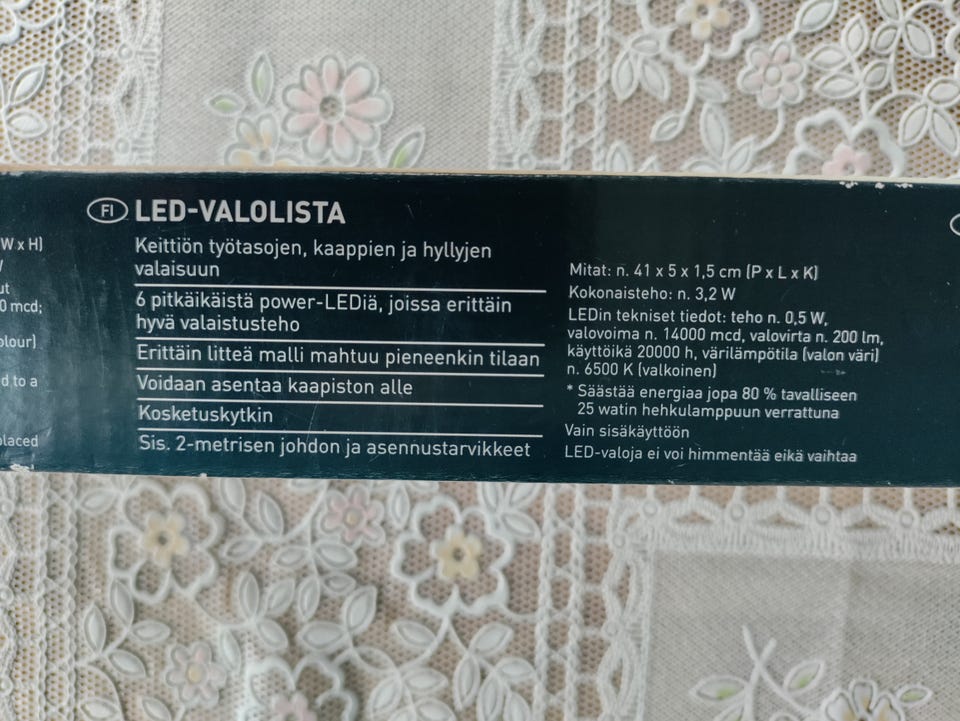 W x H)
0 mcd;
olour)
d to a
placed
FI LED-VALOLISTA
Keittiön työtasojen, kaappien ja hyllyjen
valaisuun
6 pitkäikäistä power-LEDiä, joissa erittäin
hyvä valaistusteho
Erittäin litteä malli mahtuu pieneenkin tilaan
Voidaan asentaa kaapiston alle
Kosketuskytkin
Sis. 2-metrisen johdon ja asennustarvikkeet
Mitat: n. 41 x 5 x 1,5 cm (P x L x K)
Kokonaisteho: n. 3,2 W
LEDin tekniset tiedot: teho n. 0,5 W,
valovoima n. 14000 mcd, valovirta n. 200 lm,
käyttöikä 20000 h, värilämpötila (valon väri)
n. 6500 K (valkoinen)
* Säästää energiaa jopa 80 % tavalliseen
25 watin hehkulamppuun verrattuna
Vain sisäkäyttöön
LED-valoja ei voi himmentää eikä vaihtaa